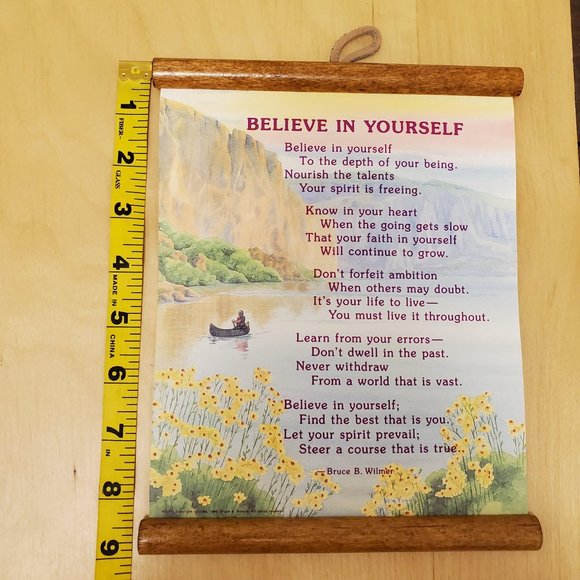 BELIEVE IN YOURSELF
Believe in yourself
To the depth of your being.
Nourish the talents
Your spirit is freeing.
Know in your heart
When the going gets slow
That your faith in yourself
Will continue to grow.
Don't forfeit ambition
When others may doubt.
It's your life to live—
You must live it throughout.
Learn from your errors—
Don't dwell in the past.
Never withdraw
From a world that is vast.
Believe in yourself;
Find the best that is you.
Let your spirit prevail;
Steer a course that is true.
—Bruce B. Wilmer
1
FIBER-
2
GLASS
3
4
MADE IN
5
CHINA
6
7
IN
8
9